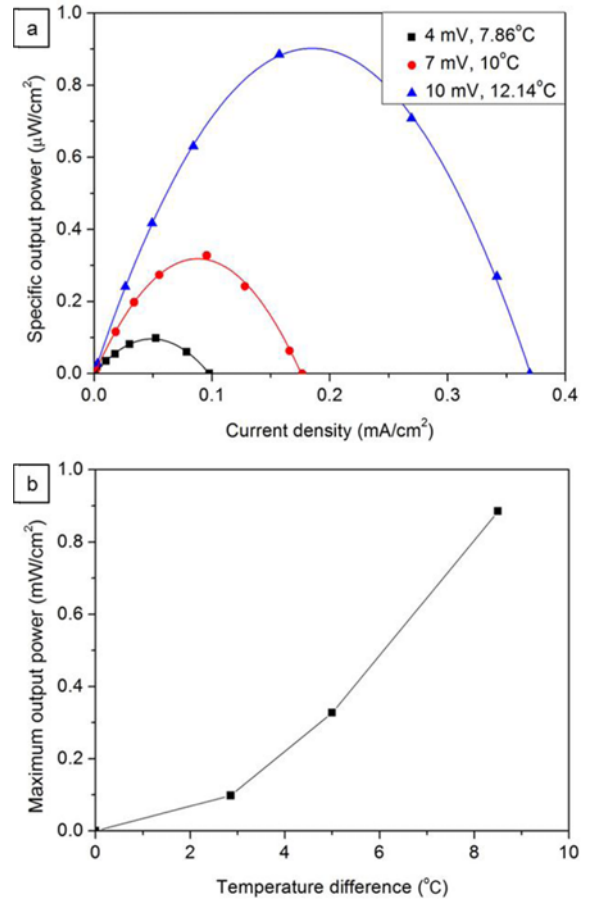 a
1.0
0.8
0.6
0.4
0.2
0.0
Specific output power (μW/cm²)
4 mV, 7.86°C
7 mV, 10°C
10 mV, 12.14°C
0.0 0.1 0.2 0.3 0.4
Current density (mA/cm²)
b
1.0
0.8
0.6
0.4
0.2
0.0
Maximum output power (mW/cm²)
0 2 4 6 8 10
Temperature difference (°C)